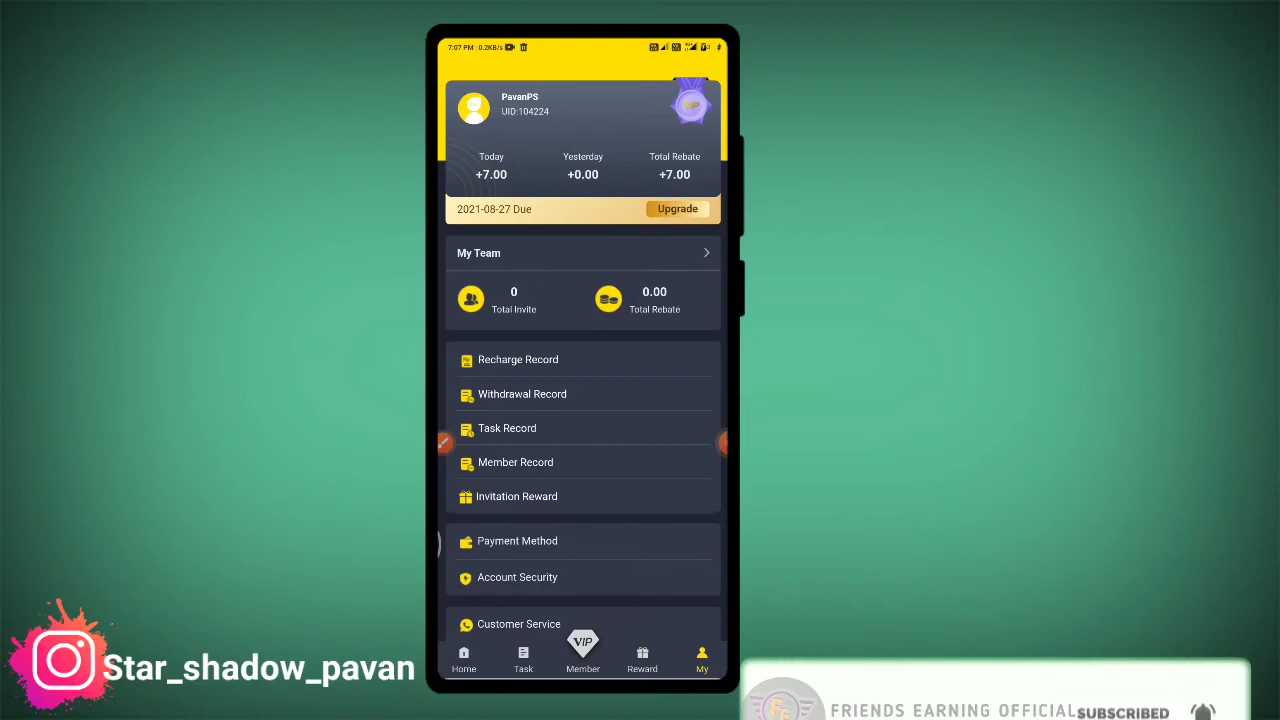 7:07 PM 0.2KB/s
PavanPS
UID:104224
VIP
Today Yesterday Total Rebate
+7.00 +0.00 +7.00
2021-08-27 Due Upgrade
My Team
0 0.00
Total Invite Total Rebate
Recharge Record
Withdrawal Record
Task Record
Member Record
Invitation Reward
Payment Method
Account Security
Customer Service
VIP
Home Task Member Reward My
Star_shadow_pavan
FRIENDS EARNING OFFICIAL SUBSCRIBED